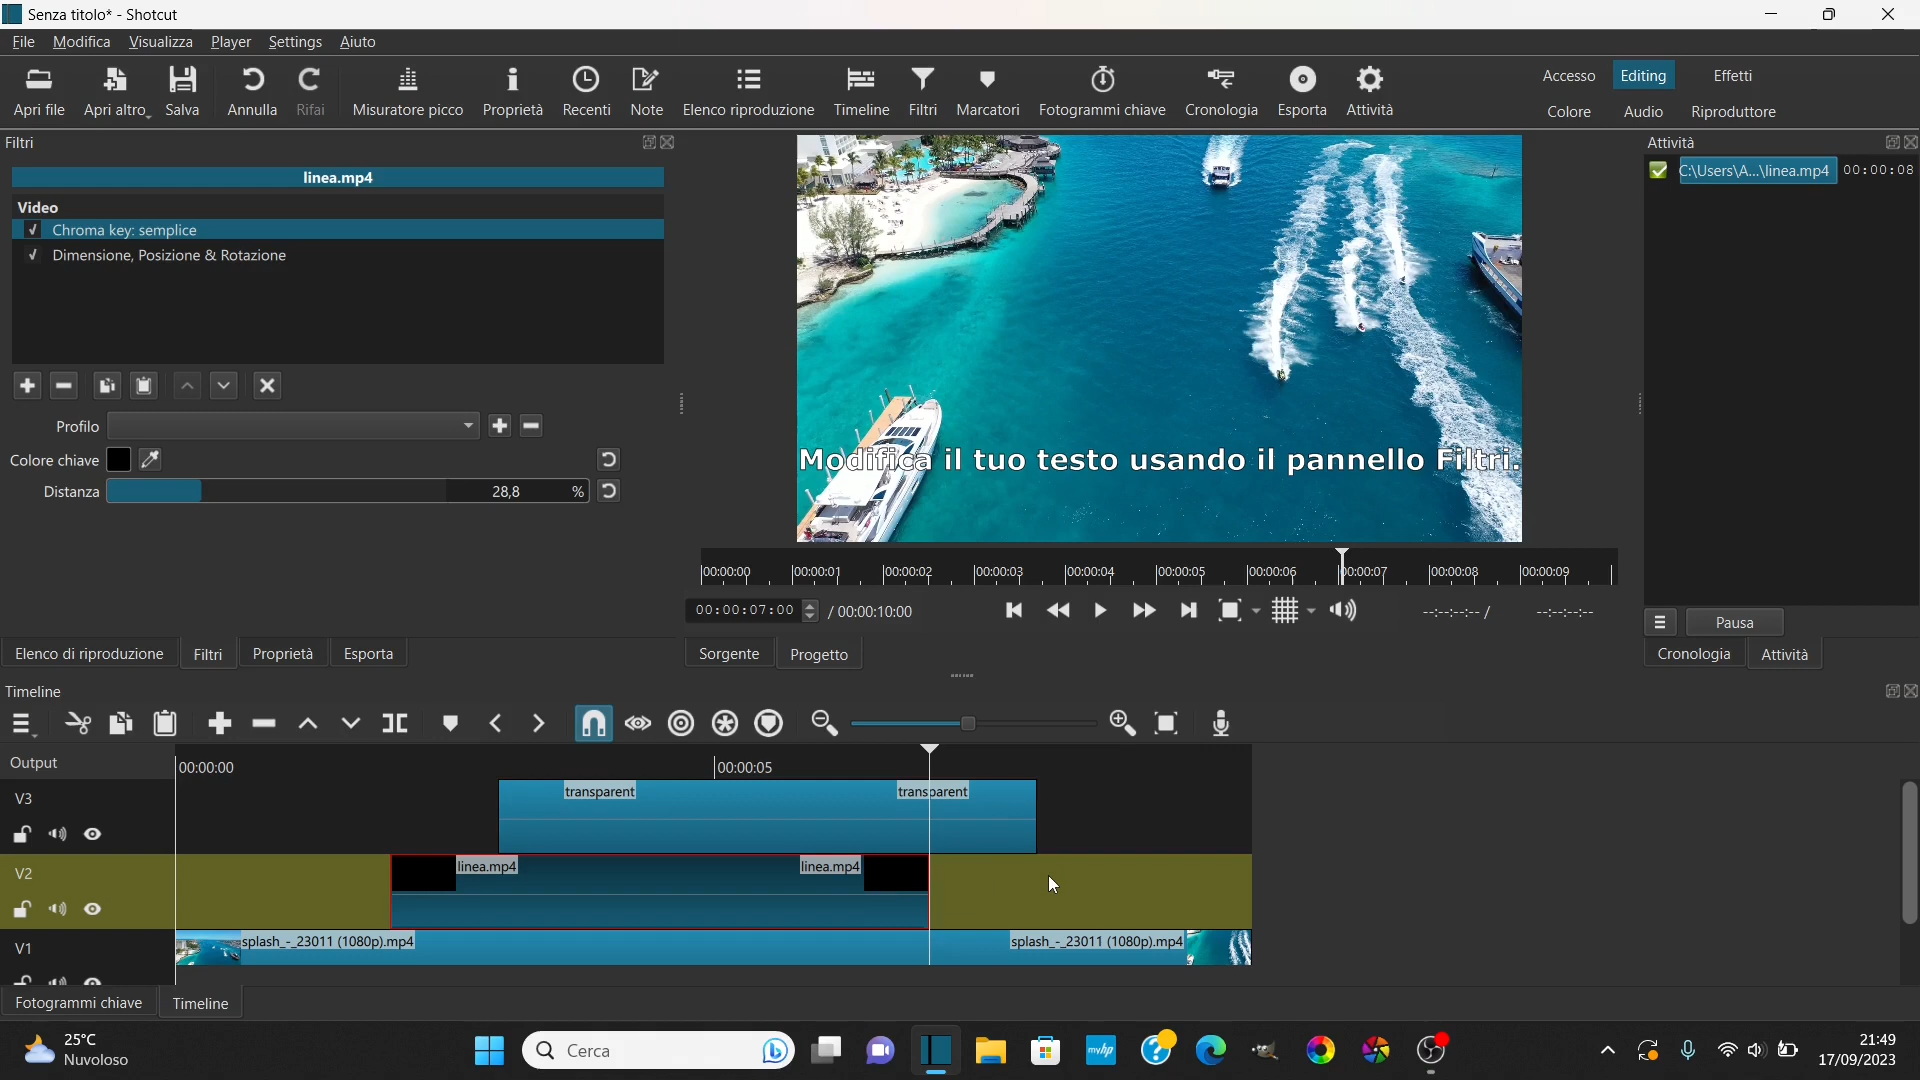 Senza titolo* - Shotcut
File Modifica Visualizza Player Settings Aiuto
Apri file Apri altro Salva Annulla Rifai Misuratore picco Proprietà Recenti Note Elenco riproduzione Timeline Filtri Marcatori Fotogrammi chiave Cronologia Esporta Attività
Accesso Editing Effetti
Colore Audio Riproduttore
Filtri
linea.mp4
Video
Chroma key: semplice
Dimensione, Posizione & Rotazione
Profilo
Colore chiave
Distanza 28,8 %
Elenco di riproduzione Filtri Proprietà Esporta
Modifica il tuo testo usando il pannello Filtri.
00:00:00 00:00:01 00:00:02 00:00:03 00:00:04 00:00:05 00:00:06 00:00:07 00:00:08 00:00:09
00:00:07:00 / 00:00:10:00 --:--:--:-- / --:--:--:--
Sorgente Progetto
Attività
C:\Users\A...\linea.mp4 00:00:08
Pausa
Cronologia Attività
Timeline
Output 00:00:00 00:00:05
V3 transparent transparent
V2 linea.mp4 linea.mp4
V1 splash_-_23011 (1080p).mp4 splash_-_23011 (1080p).mp4
Fotogrammi chiave Timeline
25°C
Nuvoloso
Cerca
myhp
21:49
17/09/2023